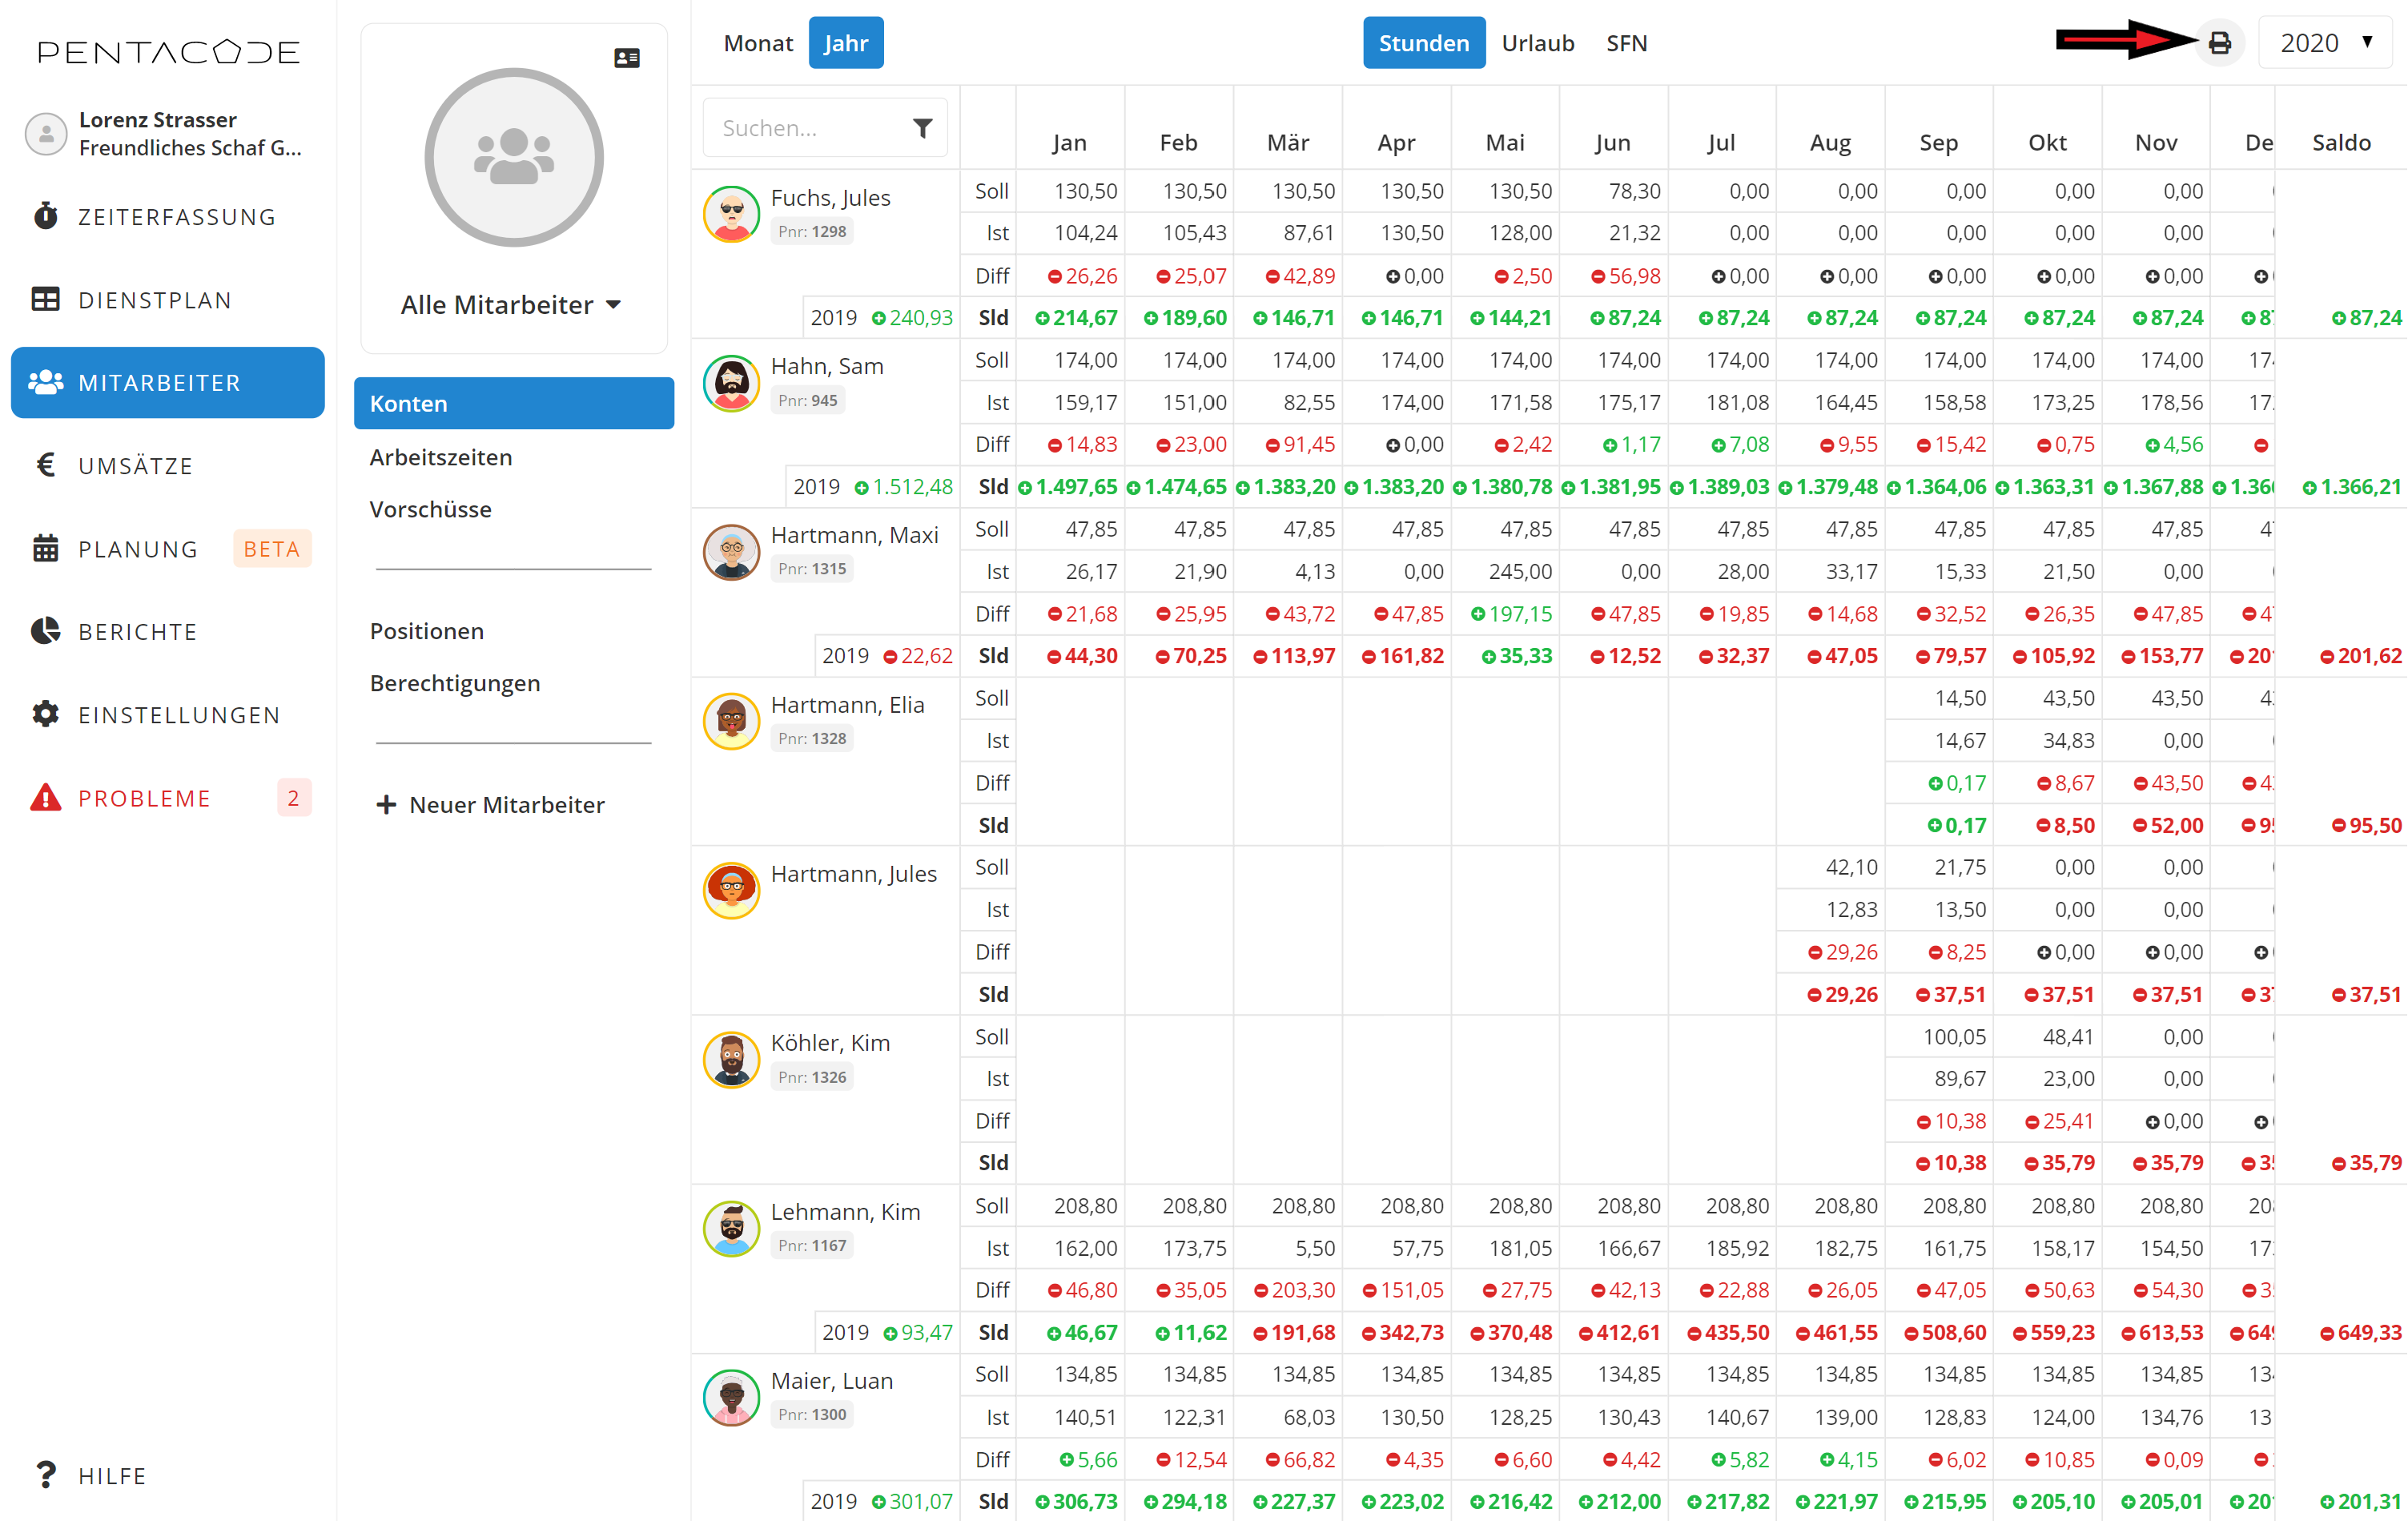 PENTACODE
Lorenz Strasser
Freundliches Schaf G...
ZEITERFASSUNG
DIENSTPLAN
MITARBEITER
UMSÄTZE
PLANUNG BETA
BERICHTE
EINSTELLUNGEN
PROBLEME 2
HILFE
Alle Mitarbeiter
Konten
Arbeitszeiten
Vorschüsse
Positionen
Berechtigungen
+ Neuer Mitarbeiter
Monat Jahr Stunden Urlaub SFN 2020
Suchen... Jan Feb Mär Apr Mai Jun Jul Aug Sep Okt Nov De Saldo
Fuchs, Jules
Pnr: 1298
Soll 130,50 130,50 130,50 130,50 130,50 78,30 0,00 0,00 0,00 0,00 0,00
Ist 104,24 105,43 87,61 130,50 128,00 21,32 0,00 0,00 0,00 0,00 0,00
Diff -26,26 -25,07 -42,89 +0,00 -2,50 -56,98 +0,00 +0,00 +0,00 +0,00 +0,00 +
2019 +240,93 Sld +214,67 +189,60 +146,71 +146,71 +144,21 +87,24 +87,24 +87,24 +87,24 +87,24 +87,24 +87 +87,24
Hahn, Sam
Pnr: 945
Soll 174,00 174,00 174,00 174,00 174,00 174,00 174,00 174,00 174,00 174,00 174,00 174
Ist 159,17 151,00 82,55 174,00 171,58 175,17 181,08 164,45 158,58 173,25 178,56 17
Diff -14,83 -23,00 -91,45 +0,00 -2,42 +1,17 +7,08 -9,55 -15,42 -0,75 +4,56 -
2019 +1.512,48 Sld +1.497,65 +1.474,65 +1.383,20 +1.383,20 +1.380,78 +1.381,95 +1.389,03 +1.379,48 +1.364,06 +1.363,31 +1.367,88 +1.366 +1.366,21
Hartmann, Maxi
Pnr: 1315
Soll 47,85 47,85 47,85 47,85 47,85 47,85 47,85 47,85 47,85 47,85 47,85 47
Ist 26,17 21,90 4,13 0,00 245,00 0,00 28,00 33,17 15,33 21,50 0,00
Diff -21,68 -25,95 -43,72 -47,85 +197,15 -47,85 -19,85 -14,68 -32,52 -26,35 -47,85 -47
2019 -22,62 Sld -44,30 -70,25 -113,97 -161,82 +35,33 -12,52 -32,37 -47,05 -79,57 -105,92 -153,77 -201 -201,62
Hartmann, Elia
Pnr: 1328
Soll 14,50 43,50 43,50 43
Ist 14,67 34,83 0,00
Diff +0,17 -8,67 -43,50 -43
Sld +0,17 -8,50 -52,00 -95 -95,50
Hartmann, Jules
Soll 42,10 21,75 0,00 0,00
Ist 12,83 13,50 0,00 0,00
Diff -29,26 -8,25 +0,00 +0,00 +
Sld -29,26 -37,51 -37,51 -37,51 -37 -37,51
Köhler, Kim
Pnr: 1326
Soll 100,05 48,41 0,00
Ist 89,67 23,00 0,00
Diff -10,38 -25,41 +0,00 +
Sld -10,38 -35,79 -35,79 -35 -35,79
Lehmann, Kim
Pnr: 1167
Soll 208,80 208,80 208,80 208,80 208,80 208,80 208,80 208,80 208,80 208,80 208,80 208
Ist 162,00 173,75 5,50 57,75 181,05 166,67 185,92 182,75 161,75 158,17 154,50 173
Diff -46,80 -35,05 -203,30 -151,05 -27,75 -42,13 -22,88 -26,05 -47,05 -50,63 -54,30 -35
2019 +93,47 Sld +46,67 +11,62 -191,68 -342,73 -370,48 -412,61 -435,50 -461,55 -508,60 -559,23 -613,53 -649 -649,33
Maier, Luan
Pnr: 1300
Soll 134,85 134,85 134,85 134,85 134,85 134,85 134,85 134,85 134,85 134,85 134,85 134
Ist 140,51 122,31 68,03 130,50 128,25 130,43 140,67 139,00 128,83 124,00 134,76 13
Diff +5,66 -12,54 -66,82 -4,35 -6,60 -4,42 +5,82 +4,15 -6,02 -10,85 -0,09 -
2019 +301,07 Sld +306,73 +294,18 +227,37 +223,02 +216,42 +212,00 +217,82 +221,97 +215,95 +205,10 +205,01 +201 +201,31